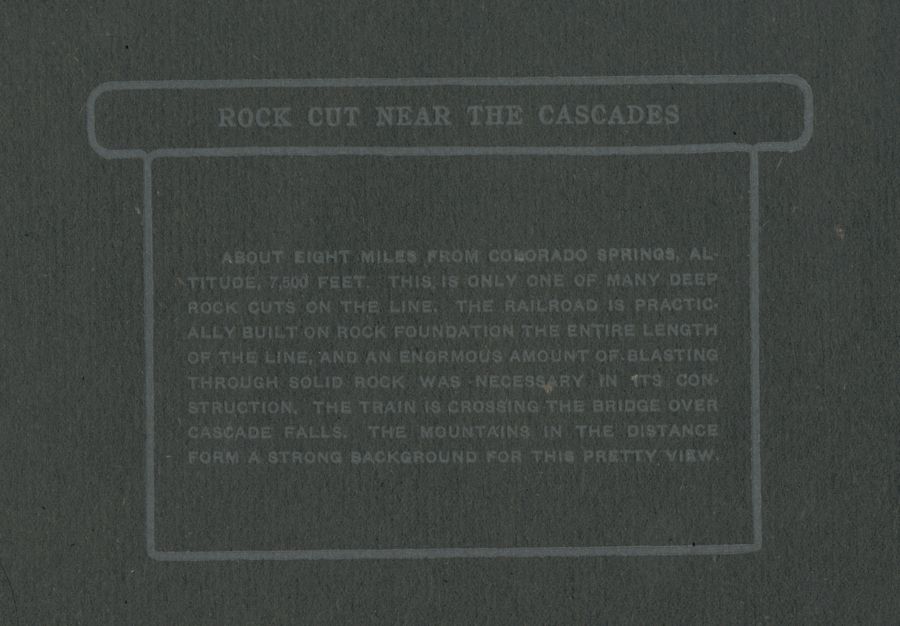 ROCK CUT NEAR THE CASCADES
ABOUT EIGHT MILES FROM COLORADO SPRINGS, AL-
TITUDE, 7,500 FEET. THIS IS ONLY ONE OF MANY DEEP
ROCK CUTS ON THE LINE. THE RAILROAD IS PRACTIC-
ALLY BUILT ON ROCK FOUNDATION THE ENTIRE LENGTH
OF THE LINE, AND AN ENORMOUS AMOUNT OF BLASTING
THROUGH SOLID ROCK WAS NECESSARY IN ITS CON-
STRUCTION. THE TRAIN IS CROSSING THE BRIDGE OVER
CASCADE FALLS. THE MOUNTAINS IN THE DISTANCE
FORM A STRONG BACKGROUND FOR THIS PRETTY VIEW.